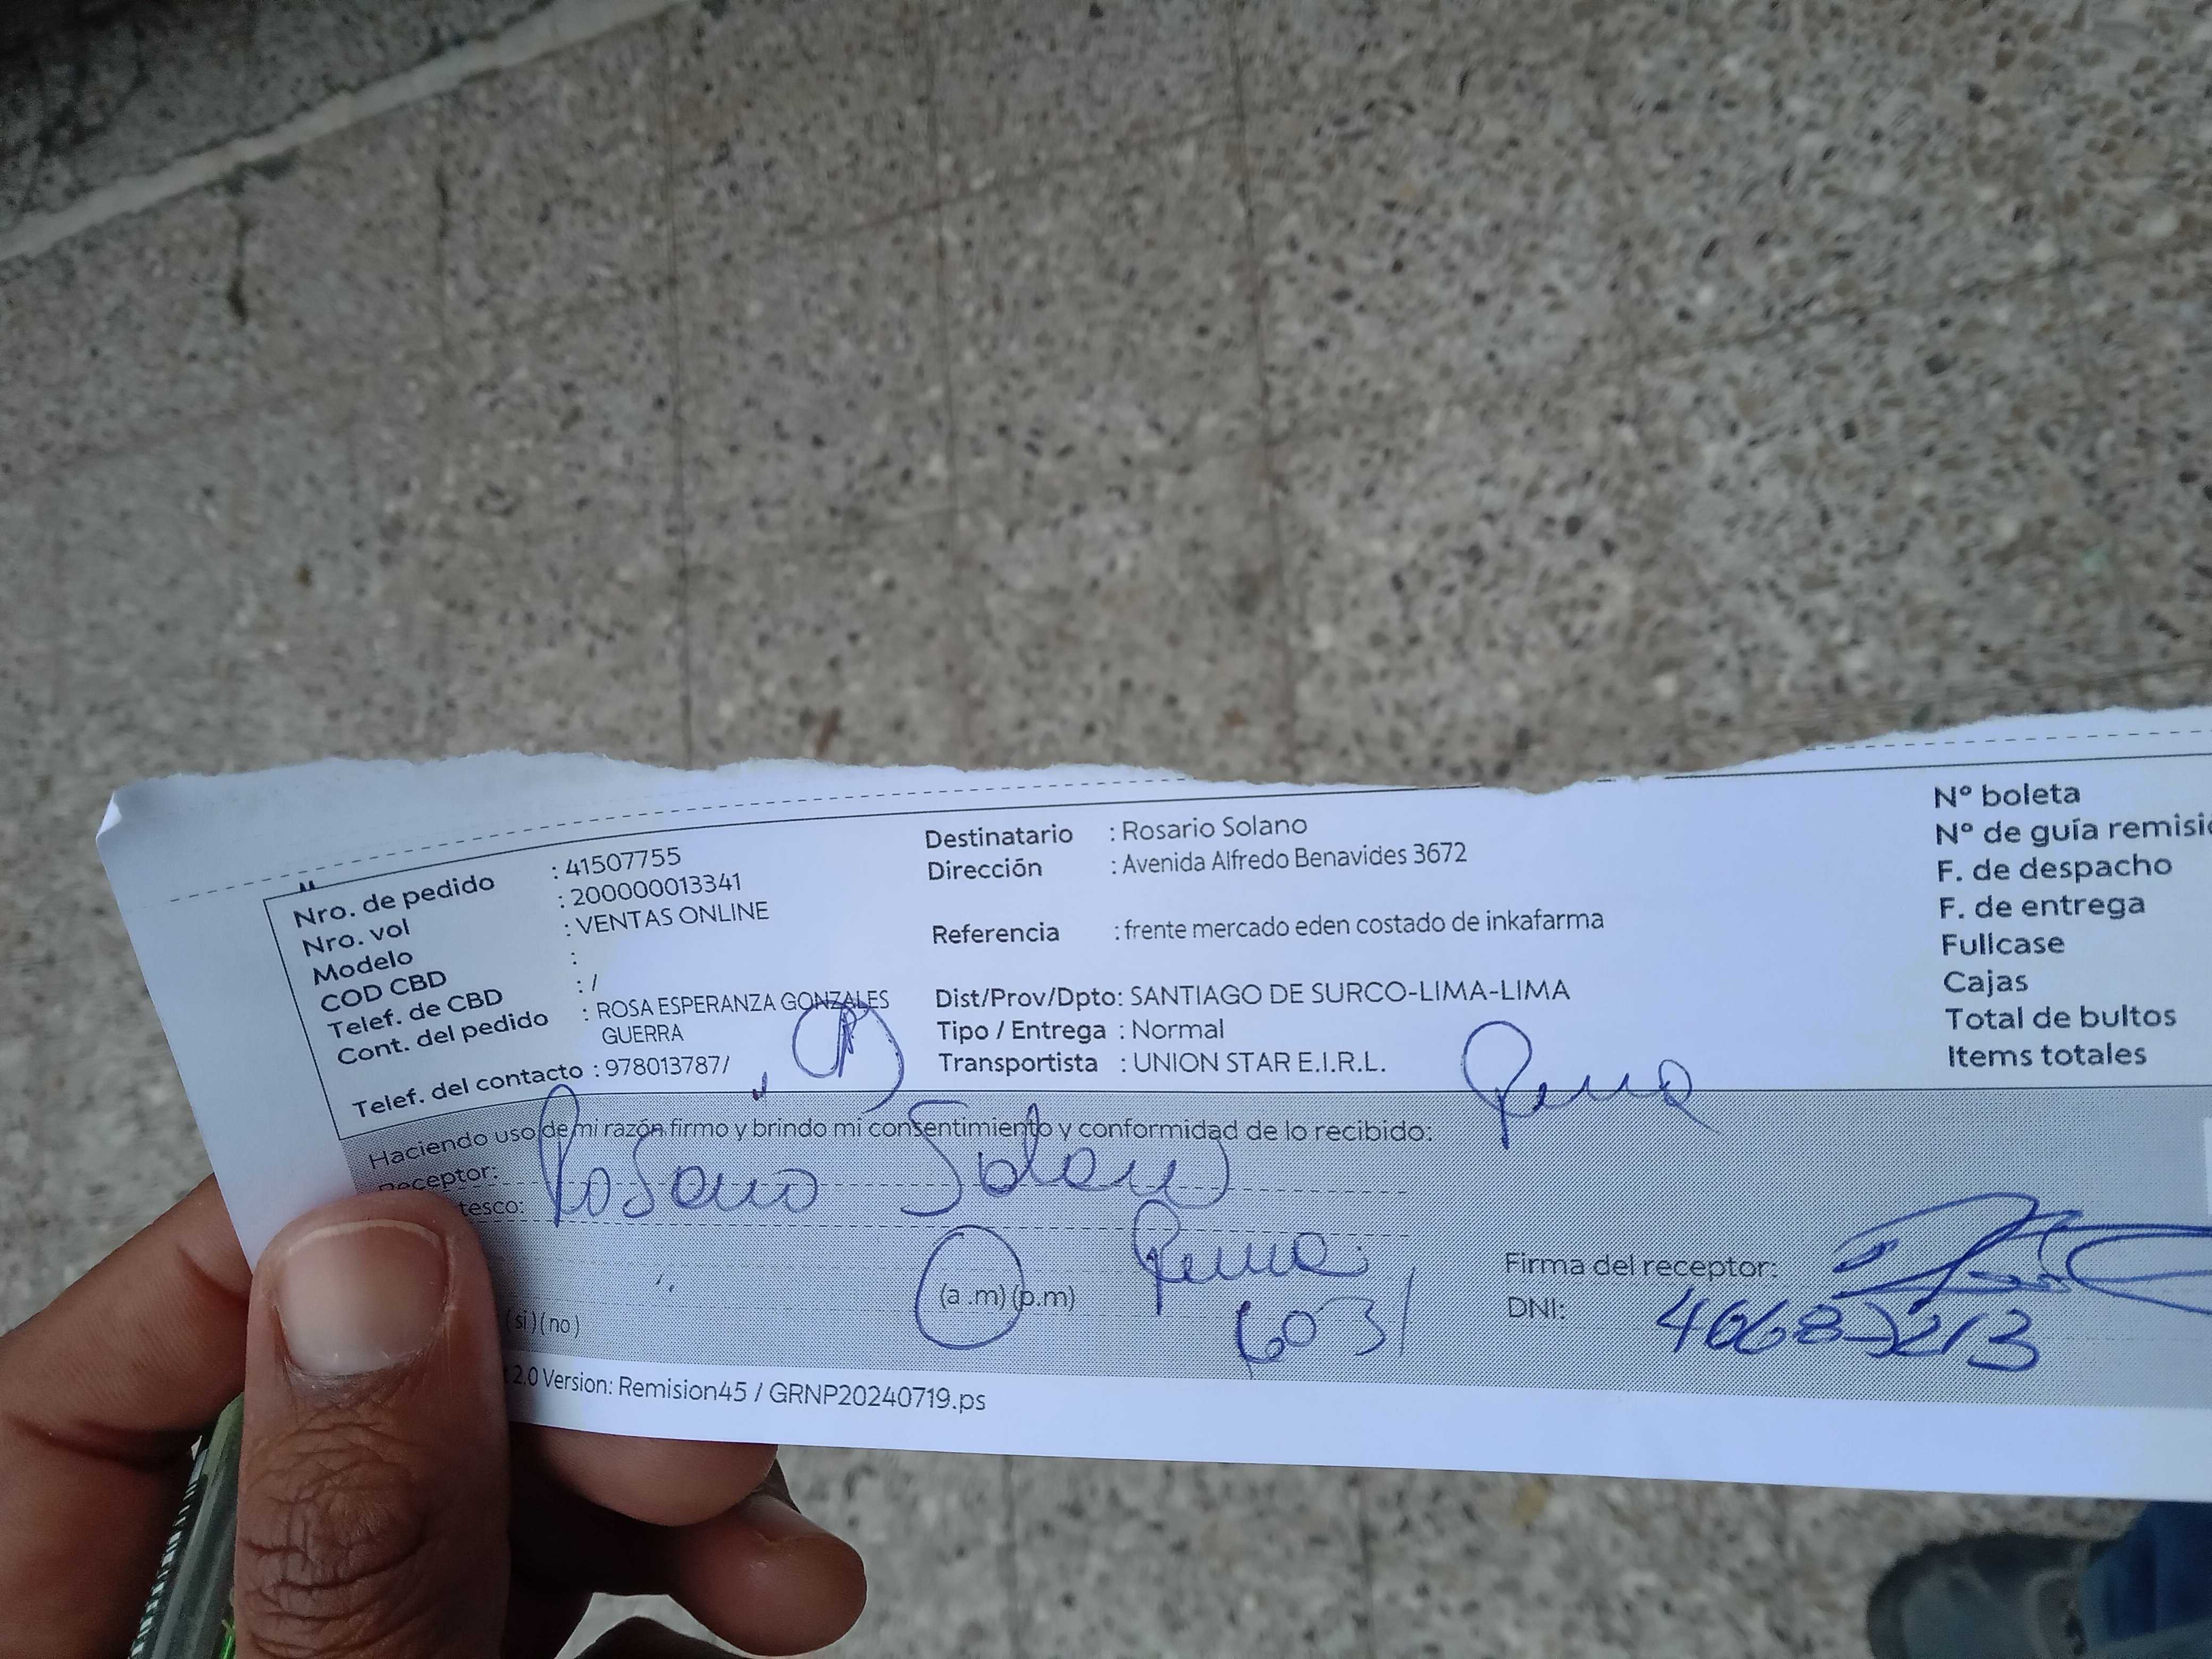 Nro. de pedido : 41507755
Nro. vol : 200000013341
Modelo : VENTAS ONLINE
COD CBD :
Telef. de CBD : /
Cont. del pedido : ROSA ESPERANZA GONZALES
GUERRA
Telef. del contacto : 978013787/
Destinatario : Rosario Solano
Dirección : Avenida Alfredo Benavides 3672
Referencia : frente mercado eden costado de inkafarma
Dist/Prov/Dpto: SANTIAGO DE SURCO-LIMA-LIMA
Tipo / Entrega : Normal
Transportista : UNION STAR E.I.R.L.
Nº boleta
Nº de guía remisió
F. de despacho
F. de entrega
Fullcase
Cajas
Total de bultos
Items totales
Haciendo uso de mi razón firmo y brindo mi consentimiento y conformidad de lo recibido:
Receptor: Rosario Solano
tesco:
(a .m) (p.m)
(si) (no)
Firma del receptor:
DNI:
2.0 Version: Remision45 / GRNP20240719.ps